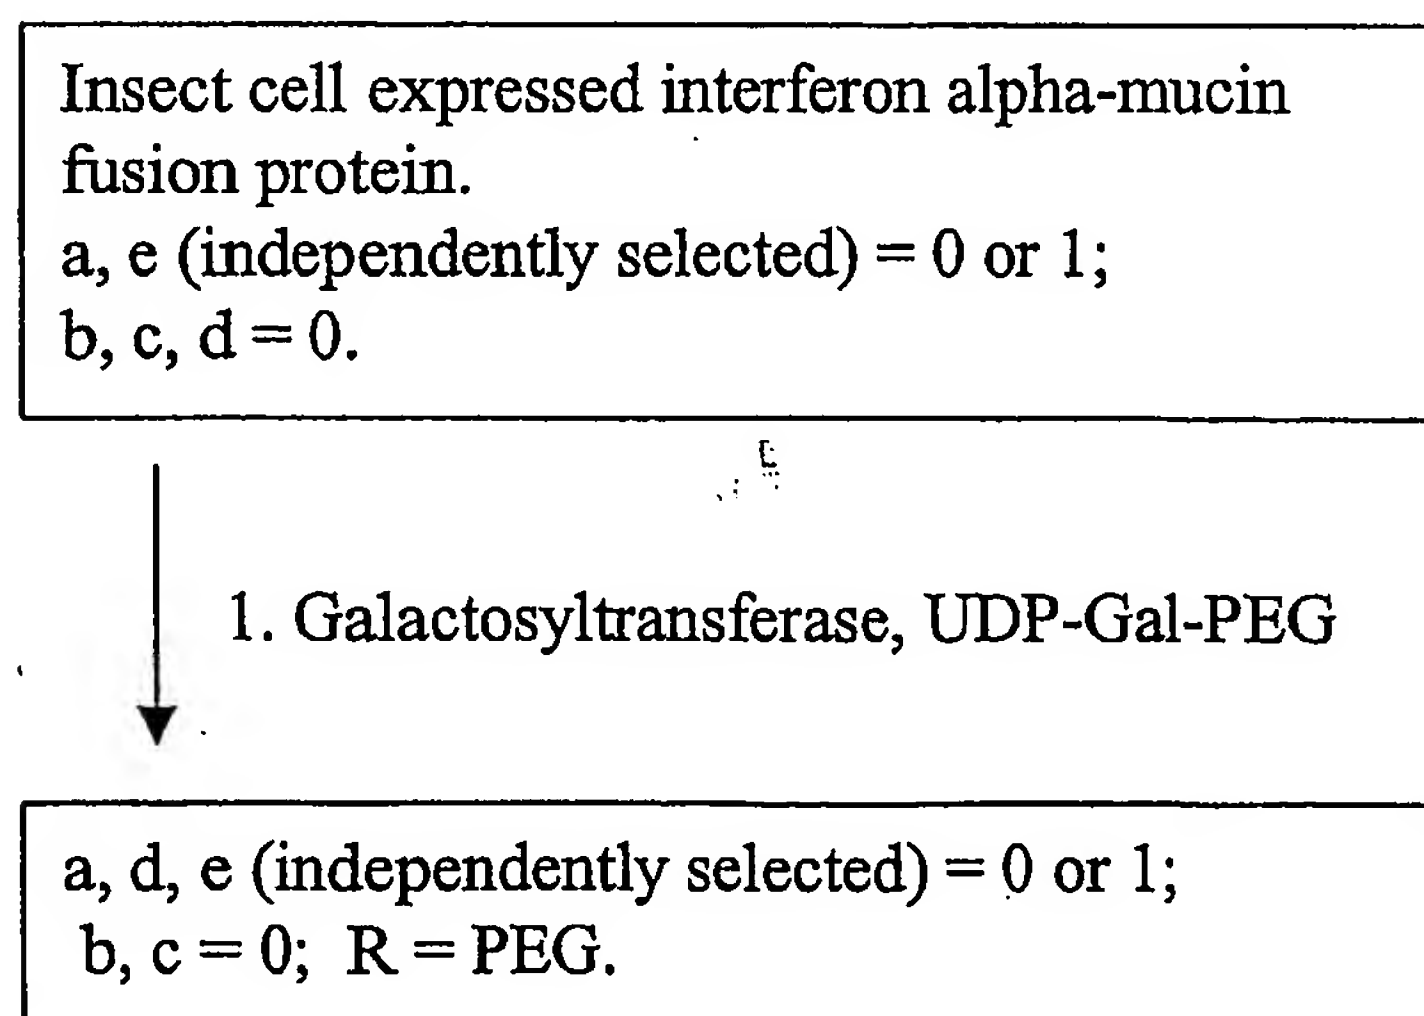 Insect cell expressed interferon alpha-mucin
fusion protein.
a, e (independently selected) = 0 or 1;
b, c, d = 0.
1. Galactosyltransferase, UDP-Gal-PEG
a, d, e (independently selected) = 0 or 1;
b, c = 0; R = PEG.